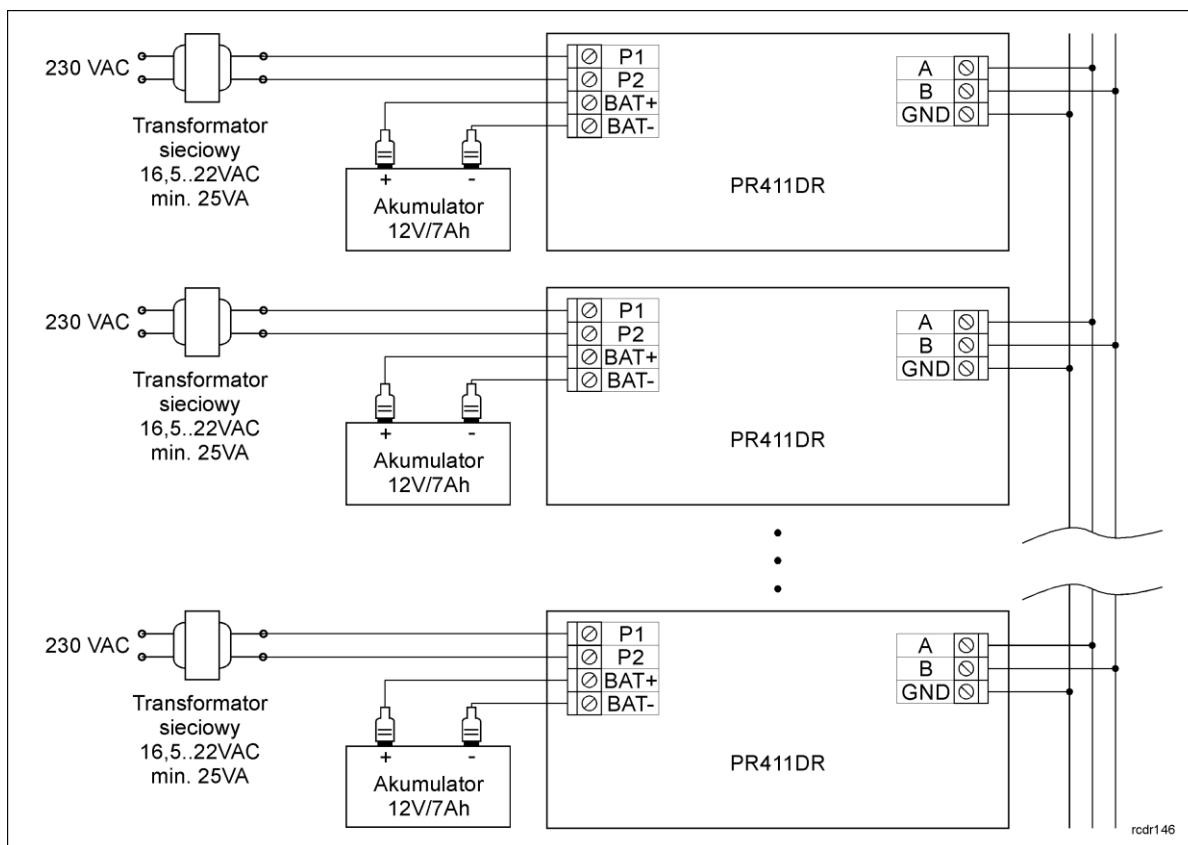 230 VAC
Transformator
sieciowy
16,5..22VAC
min. 25VA
P1
P2
BAT+
BAT-
+ -
Akumulator
12V/7Ah
PR411DR
A
B
GND
230 VAC
Transformator
sieciowy
16,5..22VAC
min. 25VA
P1
P2
BAT+
BAT-
+ -
Akumulator
12V/7Ah
PR411DR
A
B
GND
230 VAC
Transformator
sieciowy
16,5..22VAC
min. 25VA
P1
P2
BAT+
BAT-
+ -
Akumulator
12V/7Ah
PR411DR
A
B
GND
rcdr146